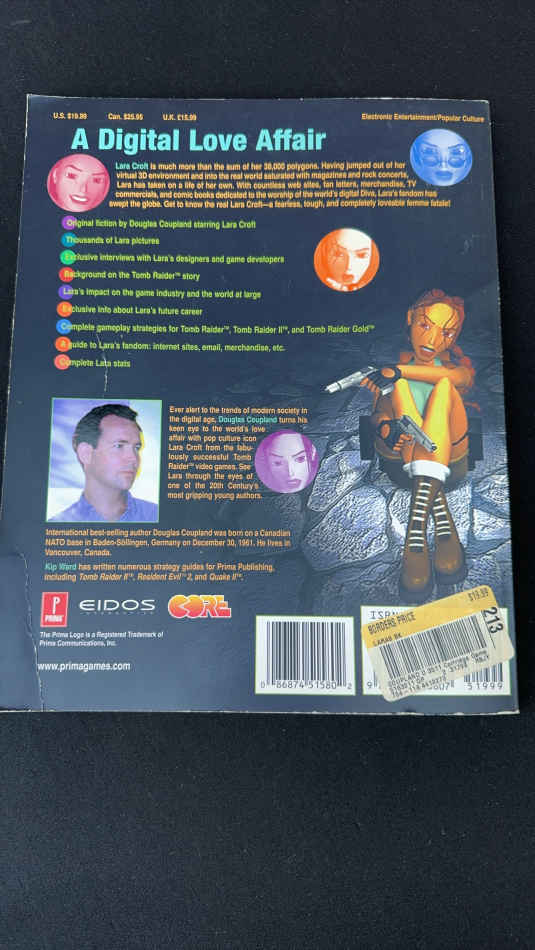 U.S. $19.99 Can. $25.95 U.K. £15.99
Electronic Entertainment/Popular Culture
A Digital Love Affair
Lara Croft is much more than the sum of her 38,000 polygons. Having jumped out of her
virtual 3D environment and into the real world saturated with magazines and rock concerts,
Lara has taken on a life of her own. With countless web sites, fan letters, merchandise, TV
commercials, and comic books dedicated to the worship of the world's digital Diva, Lara's fandom has
swept the globe. Get to know the real Lara Croft—a fearless, tough, and completely loveable femme fatale!
Original fiction by Douglas Coupland starring Lara Croft
Thousands of Lara pictures
Exclusive interviews with Lara's designers and game developers
Background on the Tomb Raider™ story
Lara's impact on the game industry and the world at large
Exclusive info about Lara's future career
Complete gameplay strategies for Tomb Raider™, Tomb Raider II™, and Tomb Raider Gold™
A guide to Lara's fandom: internet sites, email, merchandise, etc.
Complete Lara stats
Ever alert to the trends of modern society in
the digital age, Douglas Coupland turns his
keen eye to the world's love
affair with pop culture icon
Lara Croft from the fabu-
lously successful Tomb
Raider™ video games. See
Lara through the eyes of
one of the 20th Century's
most gripping young authors.
International best-selling author Douglas Coupland was born on a Canadian
NATO base in Baden-Söllingen, Germany on December 30, 1961. He lives in
Vancouver, Canada.
Kip Ward has written numerous strategy guides for Prima Publishing,
including Tomb Raider II™, Resident Evil™ 2, and Quake II™.
P
PRIMA
EIDOS
INTERACTIVE
CORE
The Prima Logo is a Registered Trademark of
Prima Communications, Inc.
www.primagames.com
0 86874 51580 2
ISBN
9
51999
BORDERS PRICE
$19.99
213
LARAS BK
COUPLAND D